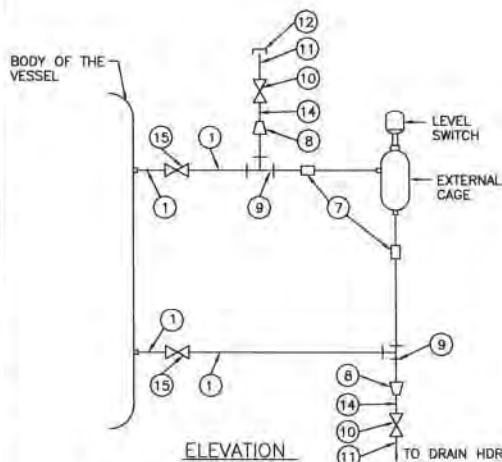 12
11
BODY OF THE
VESSEL
10
14
LEVEL
SWITCH
15
1
8
EXTERNAL
CAGE
1
9
7
1
9
15
1
8
14
10
ELEVATION
11
TO DRAIN HDR